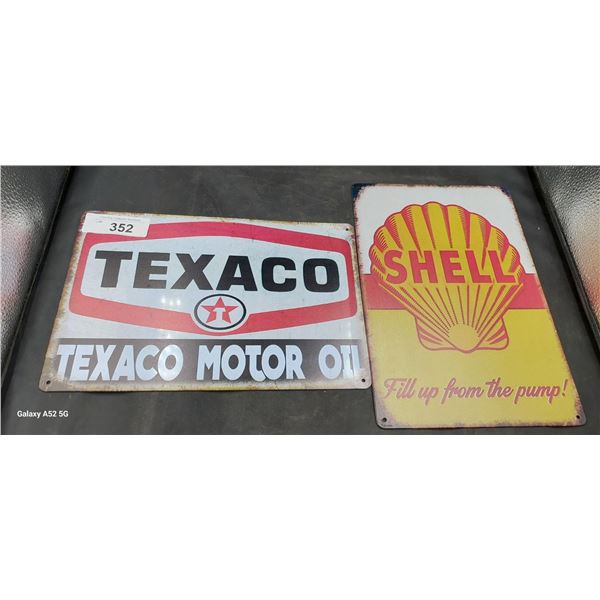 352
TEXACO
T
TEXACO MOTOR OIL
SHELL
Fill up from the pump!
Galaxy A52 5G